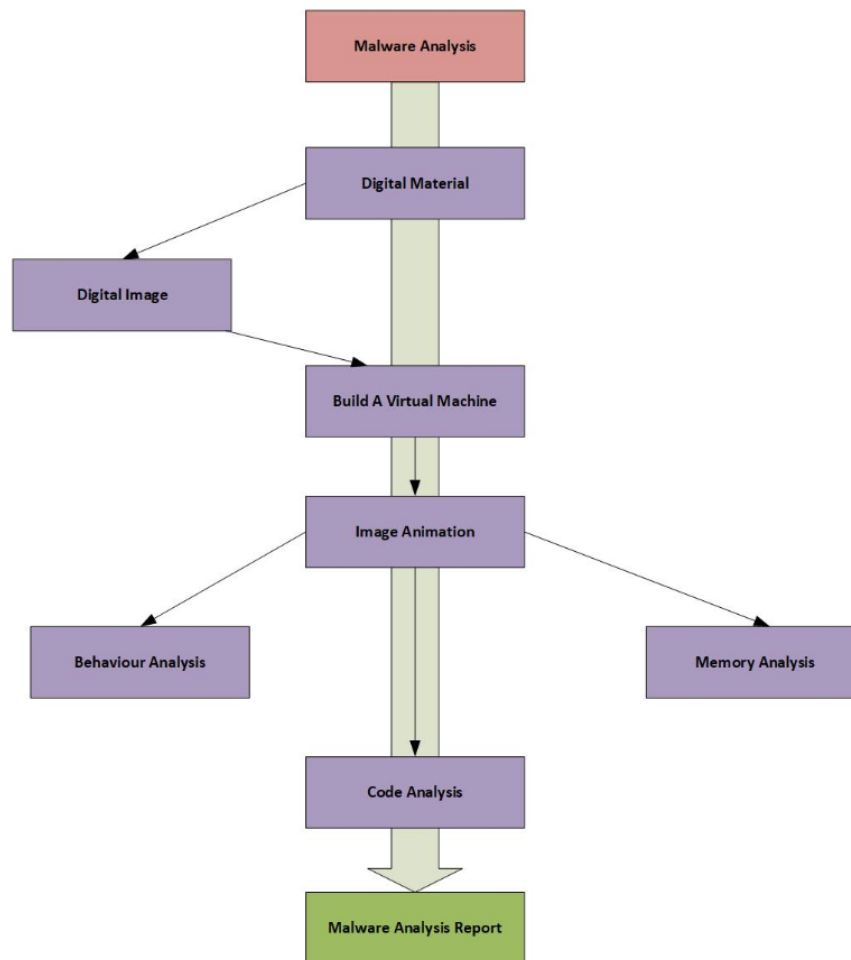 Malware Analysis
Digital Material
Digital Image
Build A Virtual Machine
Image Animation
Behaviour Analysis
Memory Analysis
Code Analysis
Malware Analysis Report